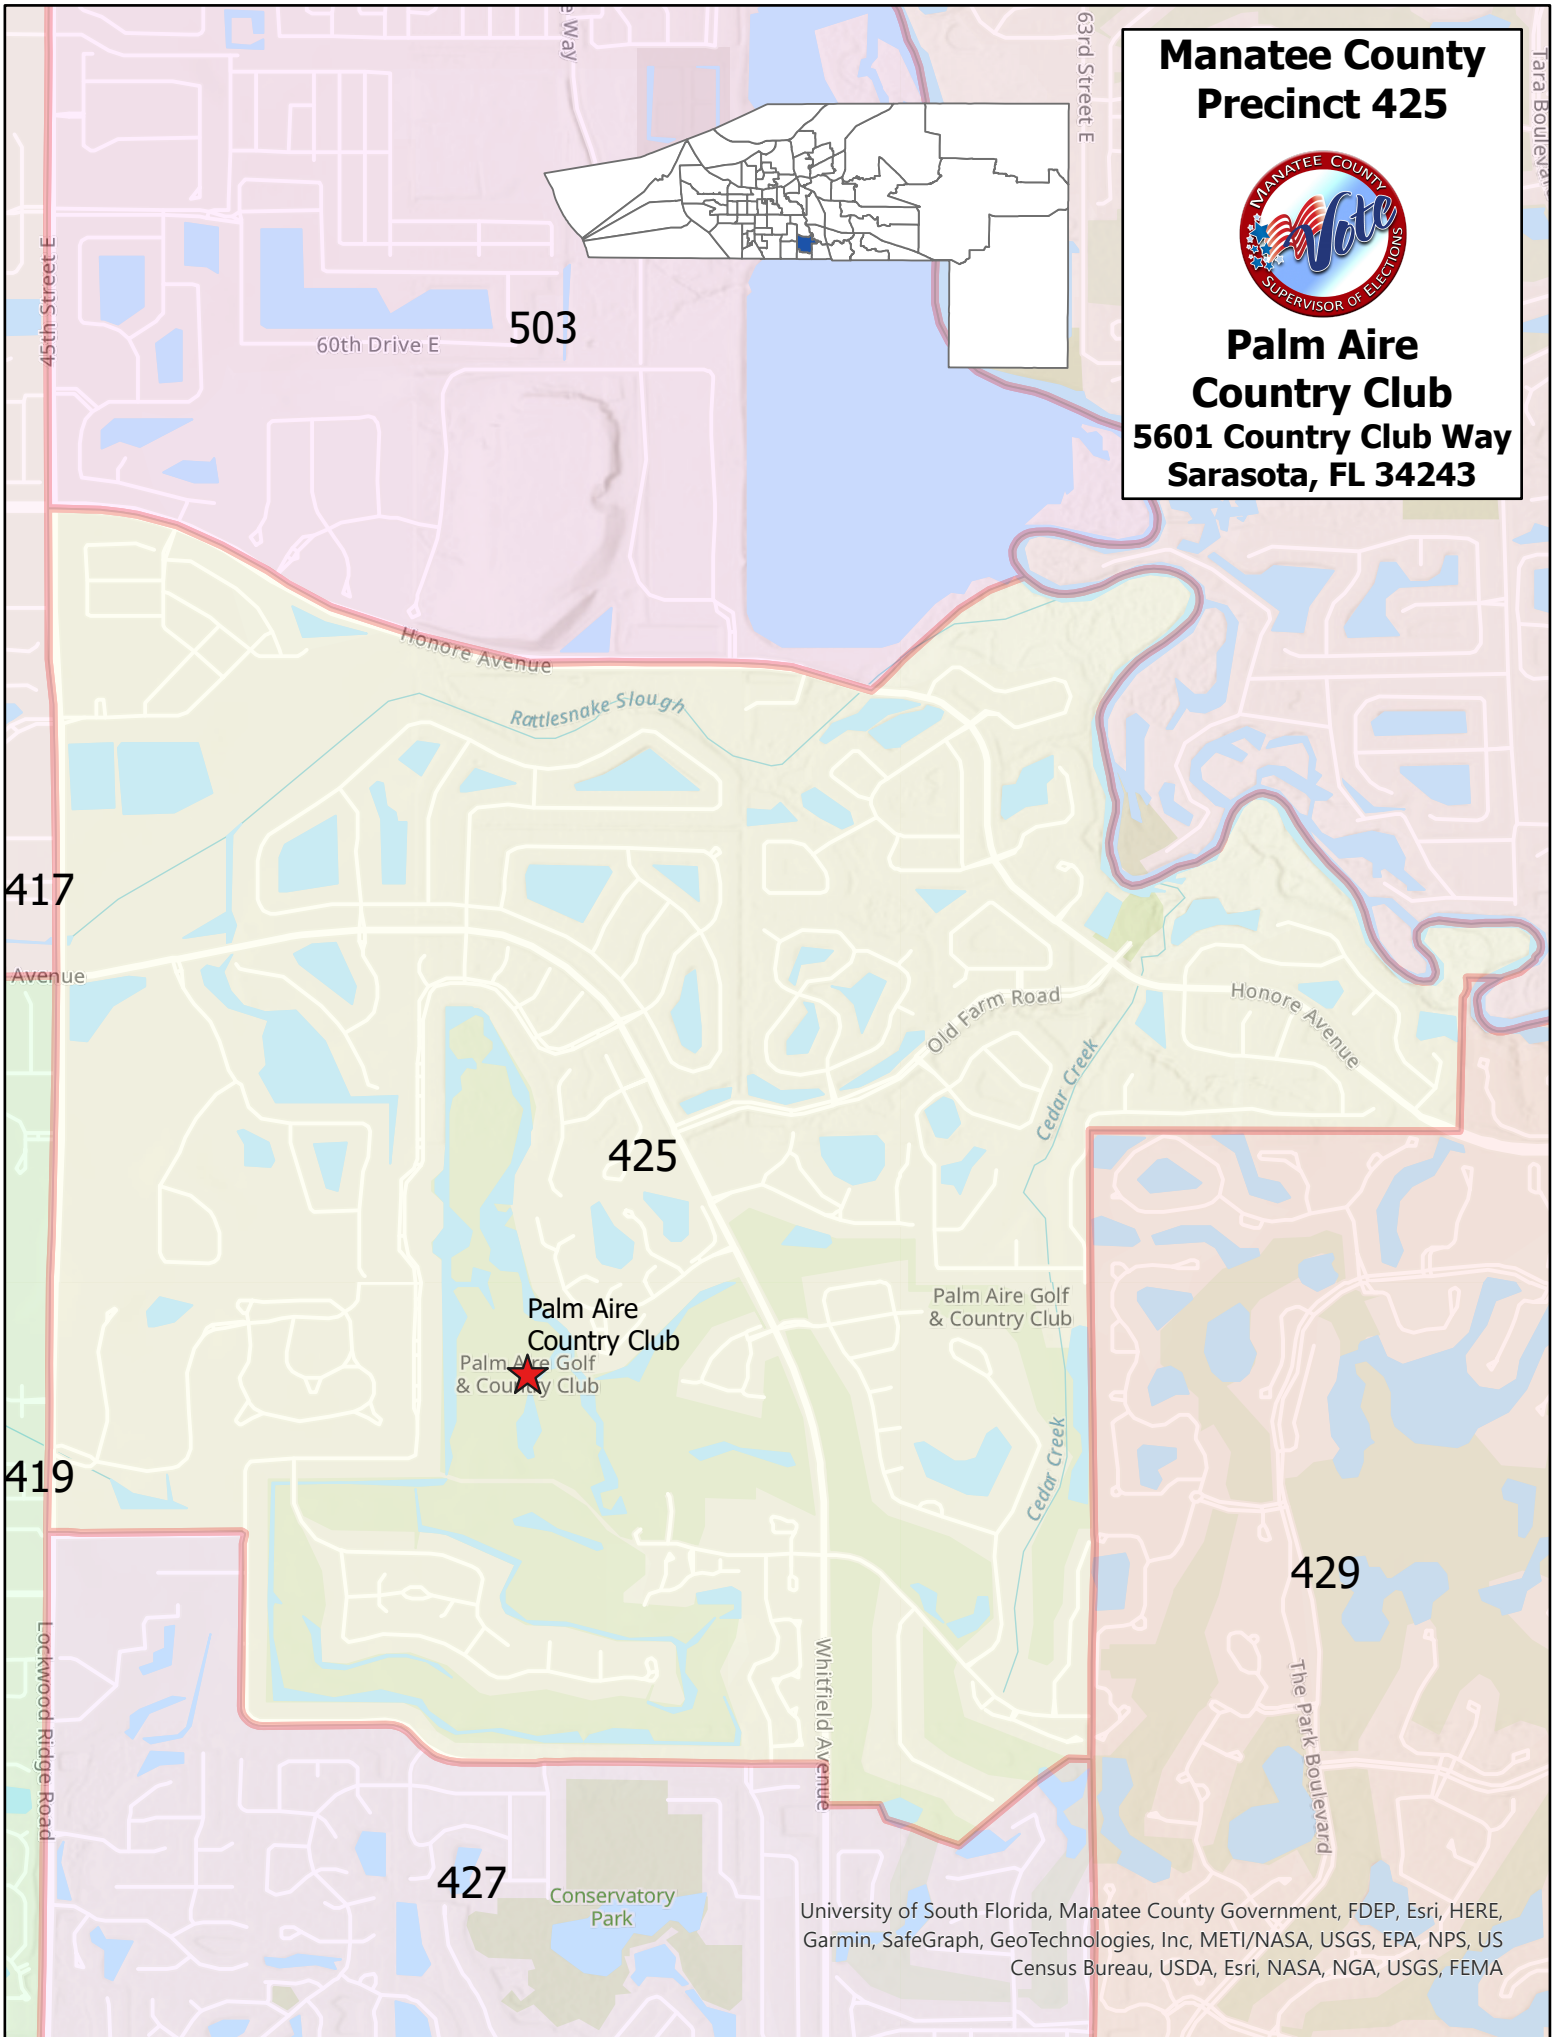 Manatee County
Precinct 425
MANATEE COUNTY
Vote
SUPERVISOR OF ELECTIONS
Palm Aire
Country Club
5601 Country Club Way
Sarasota, FL 34243
63rd Street E
45th Street E
60th Drive E
503
Honore Avenue
Rattlesnake Slough
417
Avenue
Old Farm Road
Honore Avenue
Cedar Creek
425
Palm Aire Golf
& Country Club
Palm Aire
Country Club
Palm Aire Golf
& Country Club
Cedar Creek
419
429
Lockwood Ridge Road
Whitfield Avenue
The Park Boulevard
427
Conservatory
Park
University of South Florida, Manatee County Government, FDEP, Esri, HERE,
Garmin, SafeGraph, GeoTechnologies, Inc, METI/NASA, USGS, EPA, NPS, US
Census Bureau, USDA, Esri, NASA, NGA, USGS, FEMA